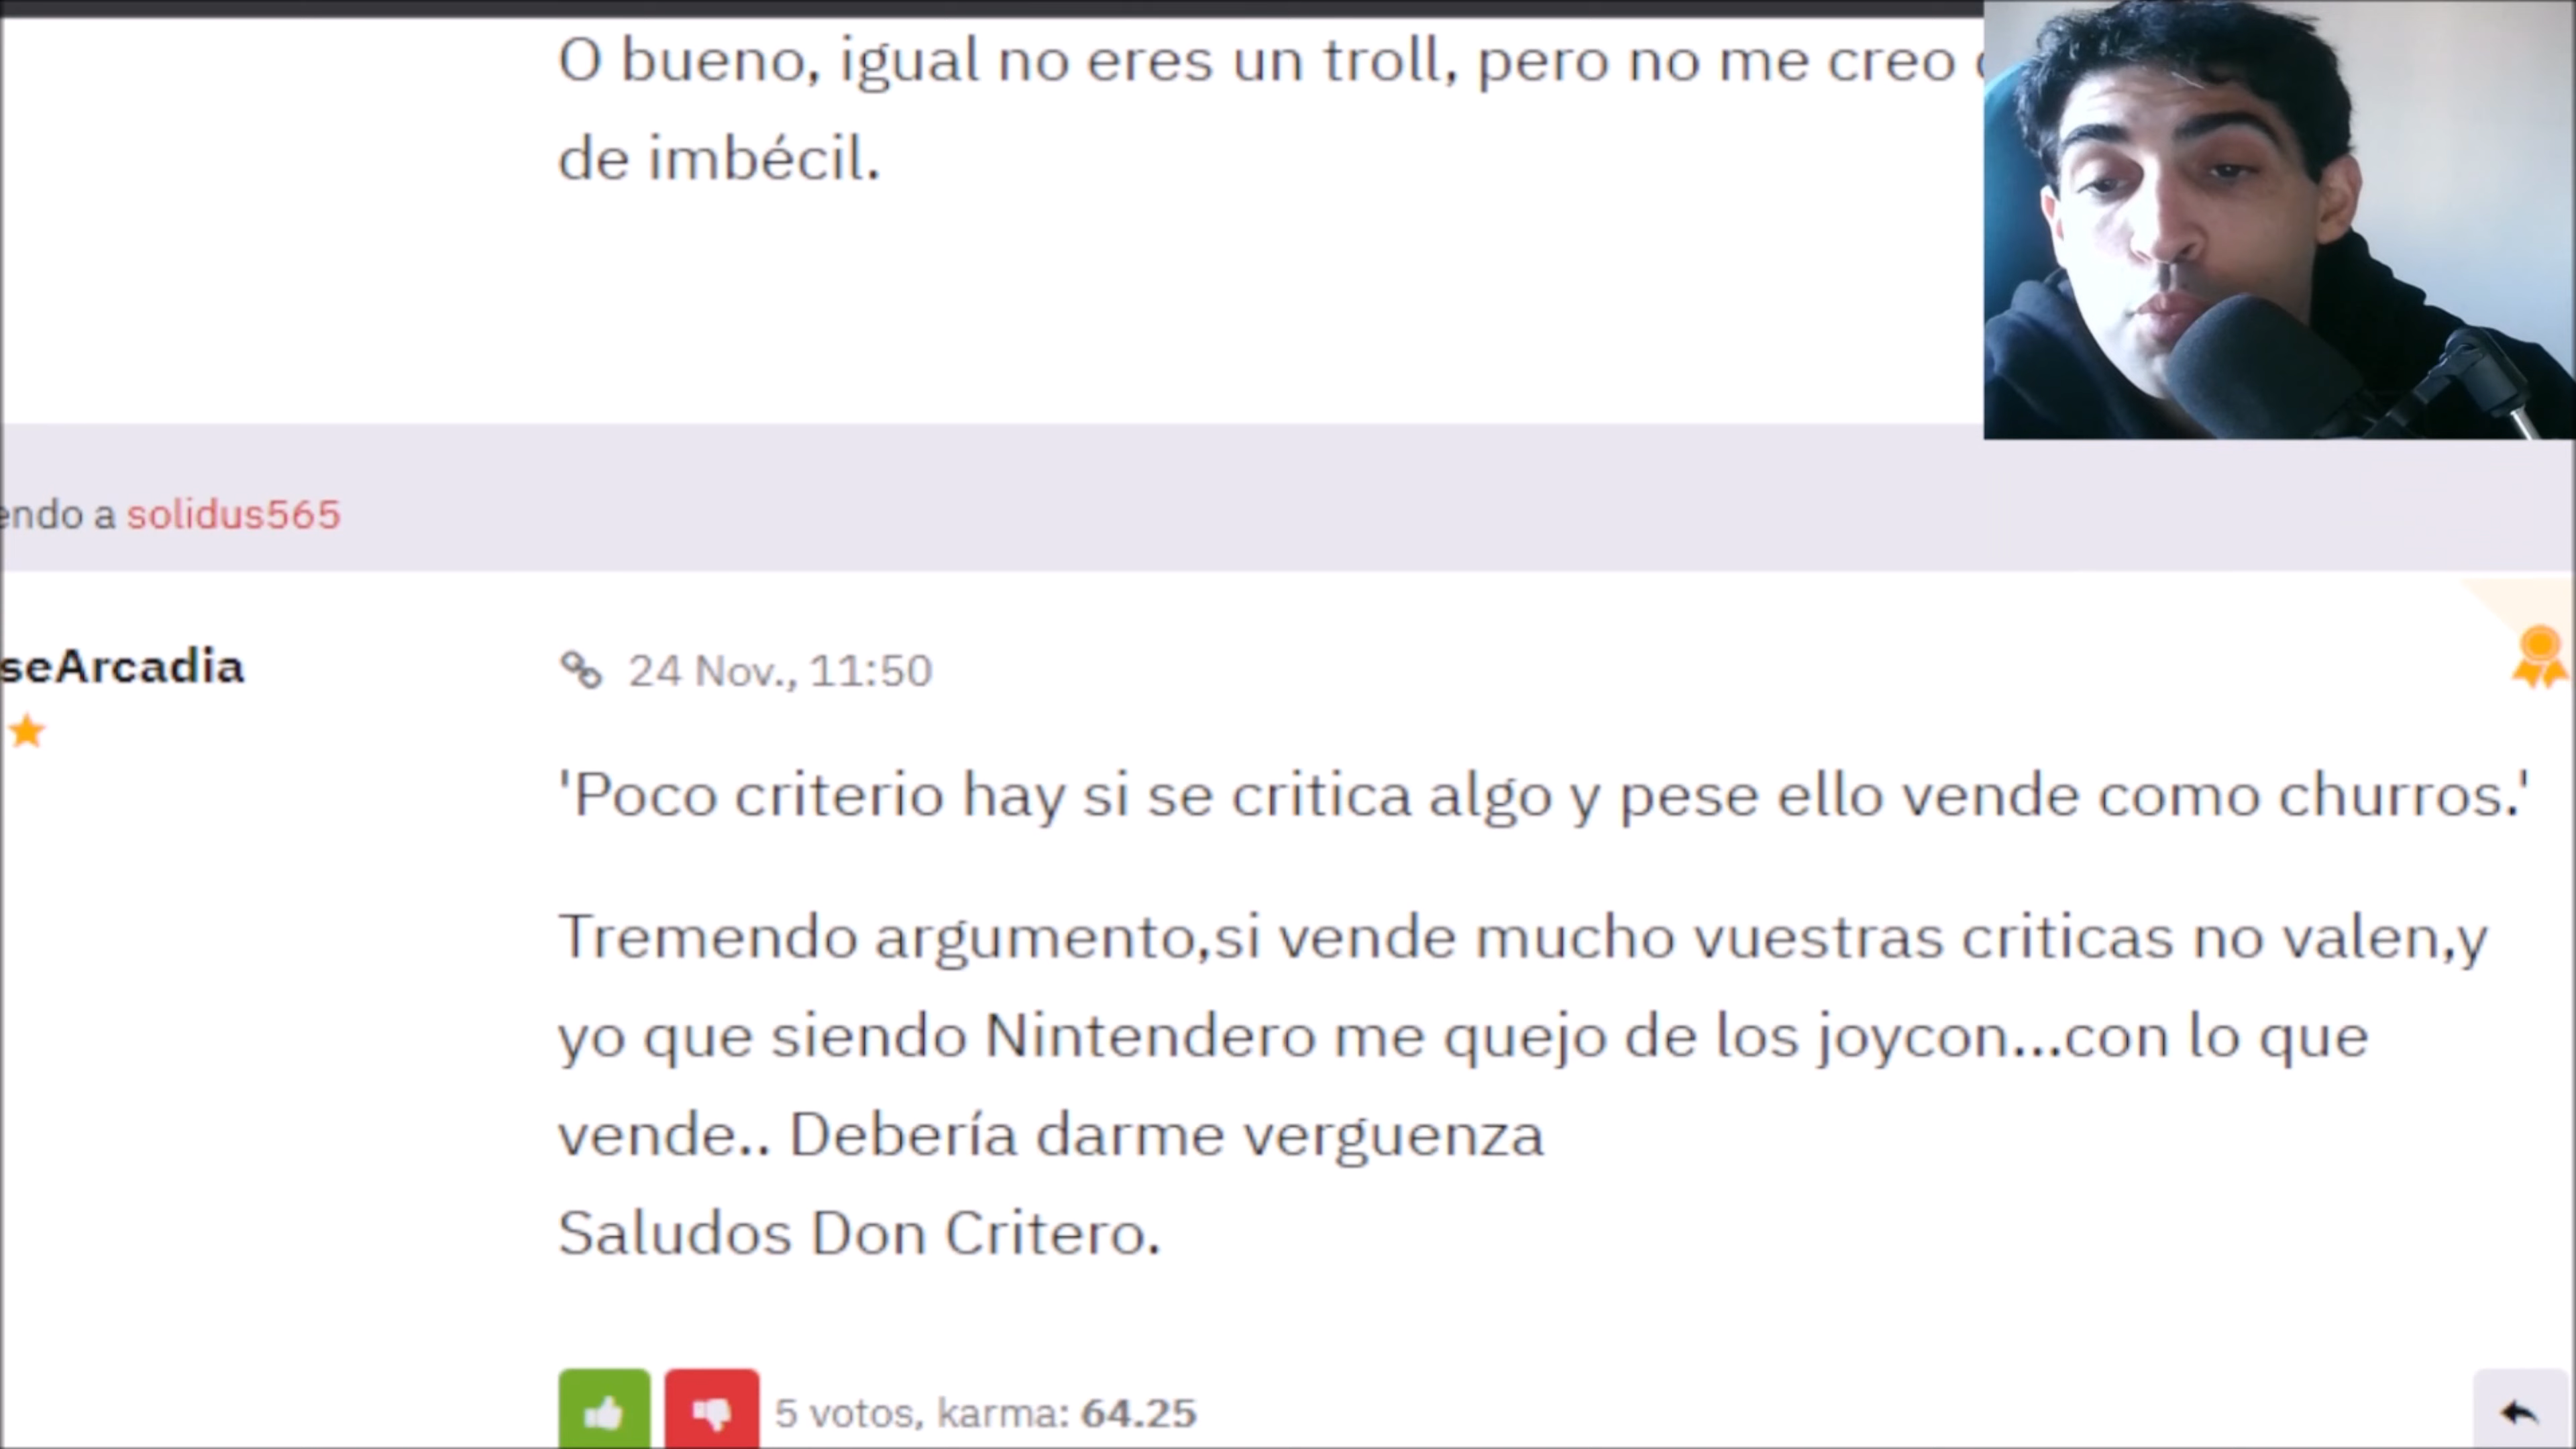 O bueno, igual no eres un troll, pero no me creo
de imbécil.
endo a solidus565
seArcadia
24 Nov., 11:50
'Poco criterio hay si se critica algo y pese ello vende como churros.'
Tremendo argumento,si vende mucho vuestras criticas no valen,y
yo que siendo Nintendero me quejo de los joycon...con lo que
vende.. Debería darme verguenza
Saludos Don Critero.
5 votos, karma: 64.25